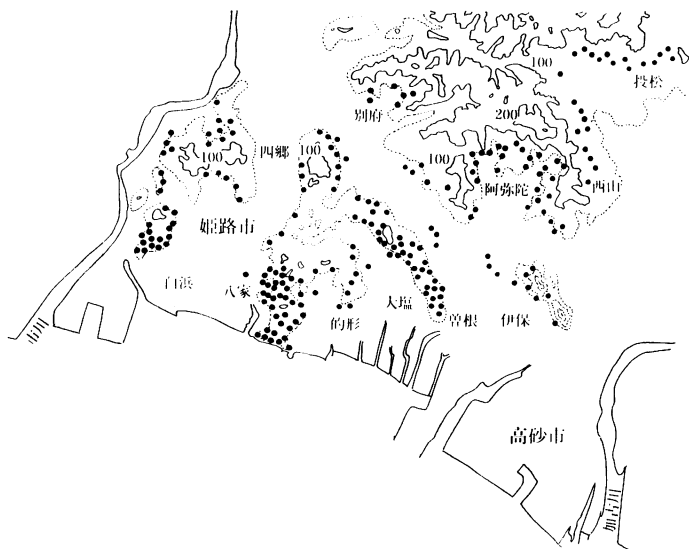 100
投松
別府
200
四郷
100
100
100
阿弥陀
西山
姫路市
白浜
八家
大塩
的形
曽根
伊保
市川
高砂市
加古川